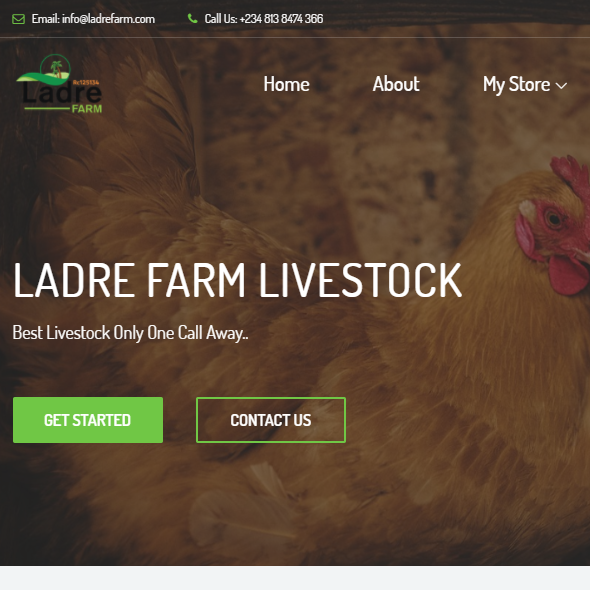 Email: info@ladrefarm.com
Call Us: +234 813 8474 366
Ladre
FARM
Home
About
My Store
LADRE FARM LIVESTOCK
Best Livestock Only One Call Away..
GET STARTED
CONTACT US